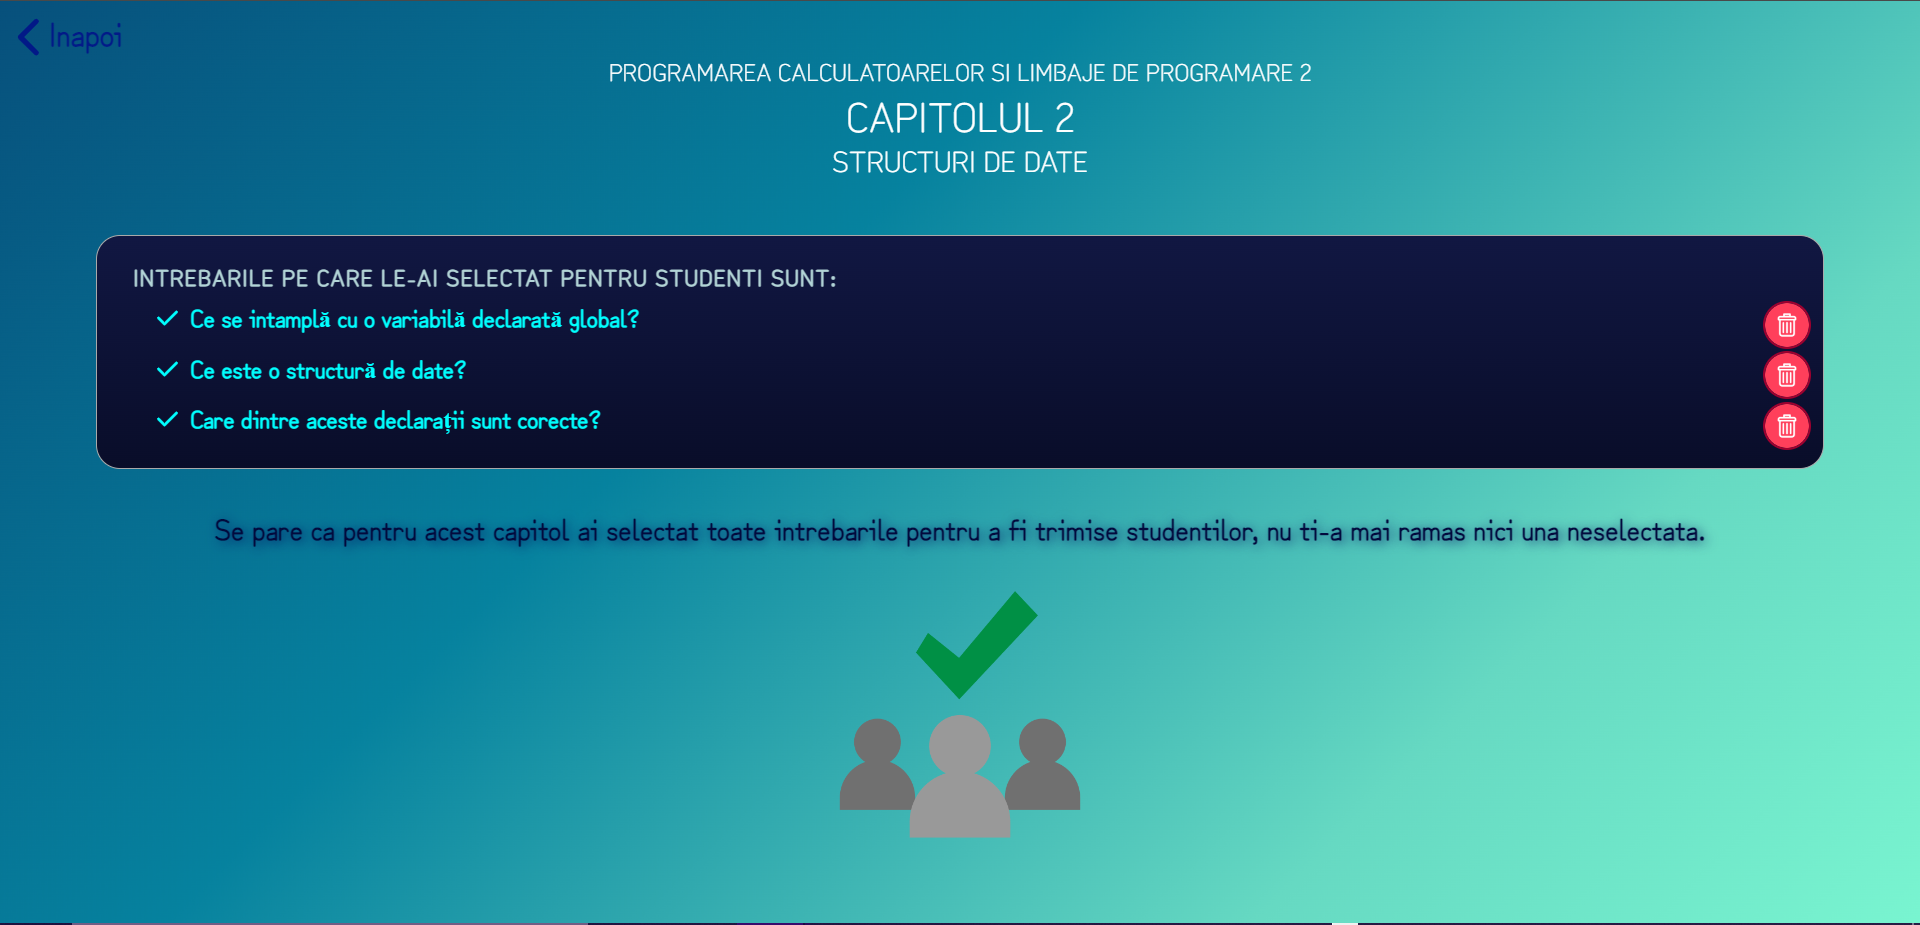 Inapoi
PROGRAMAREA CALCULATOARELOR SI LIMBAJE DE PROGRAMARE 2
CAPITOLUL 2
STRUCTURI DE DATE
INTREBARILE PE CARE LE-AI SELECTAT PENTRU STUDENTI SUNT:
Ce se intamplă cu o variabilă declarată global?
Ce este o structură de date?
Care dintre aceste declarații sunt corecte?
Se pare ca pentru acest capitol ai selectat toate intrebarile pentru a fi trimise studentilor, nu ti-a mai ramas nici una neselectata.